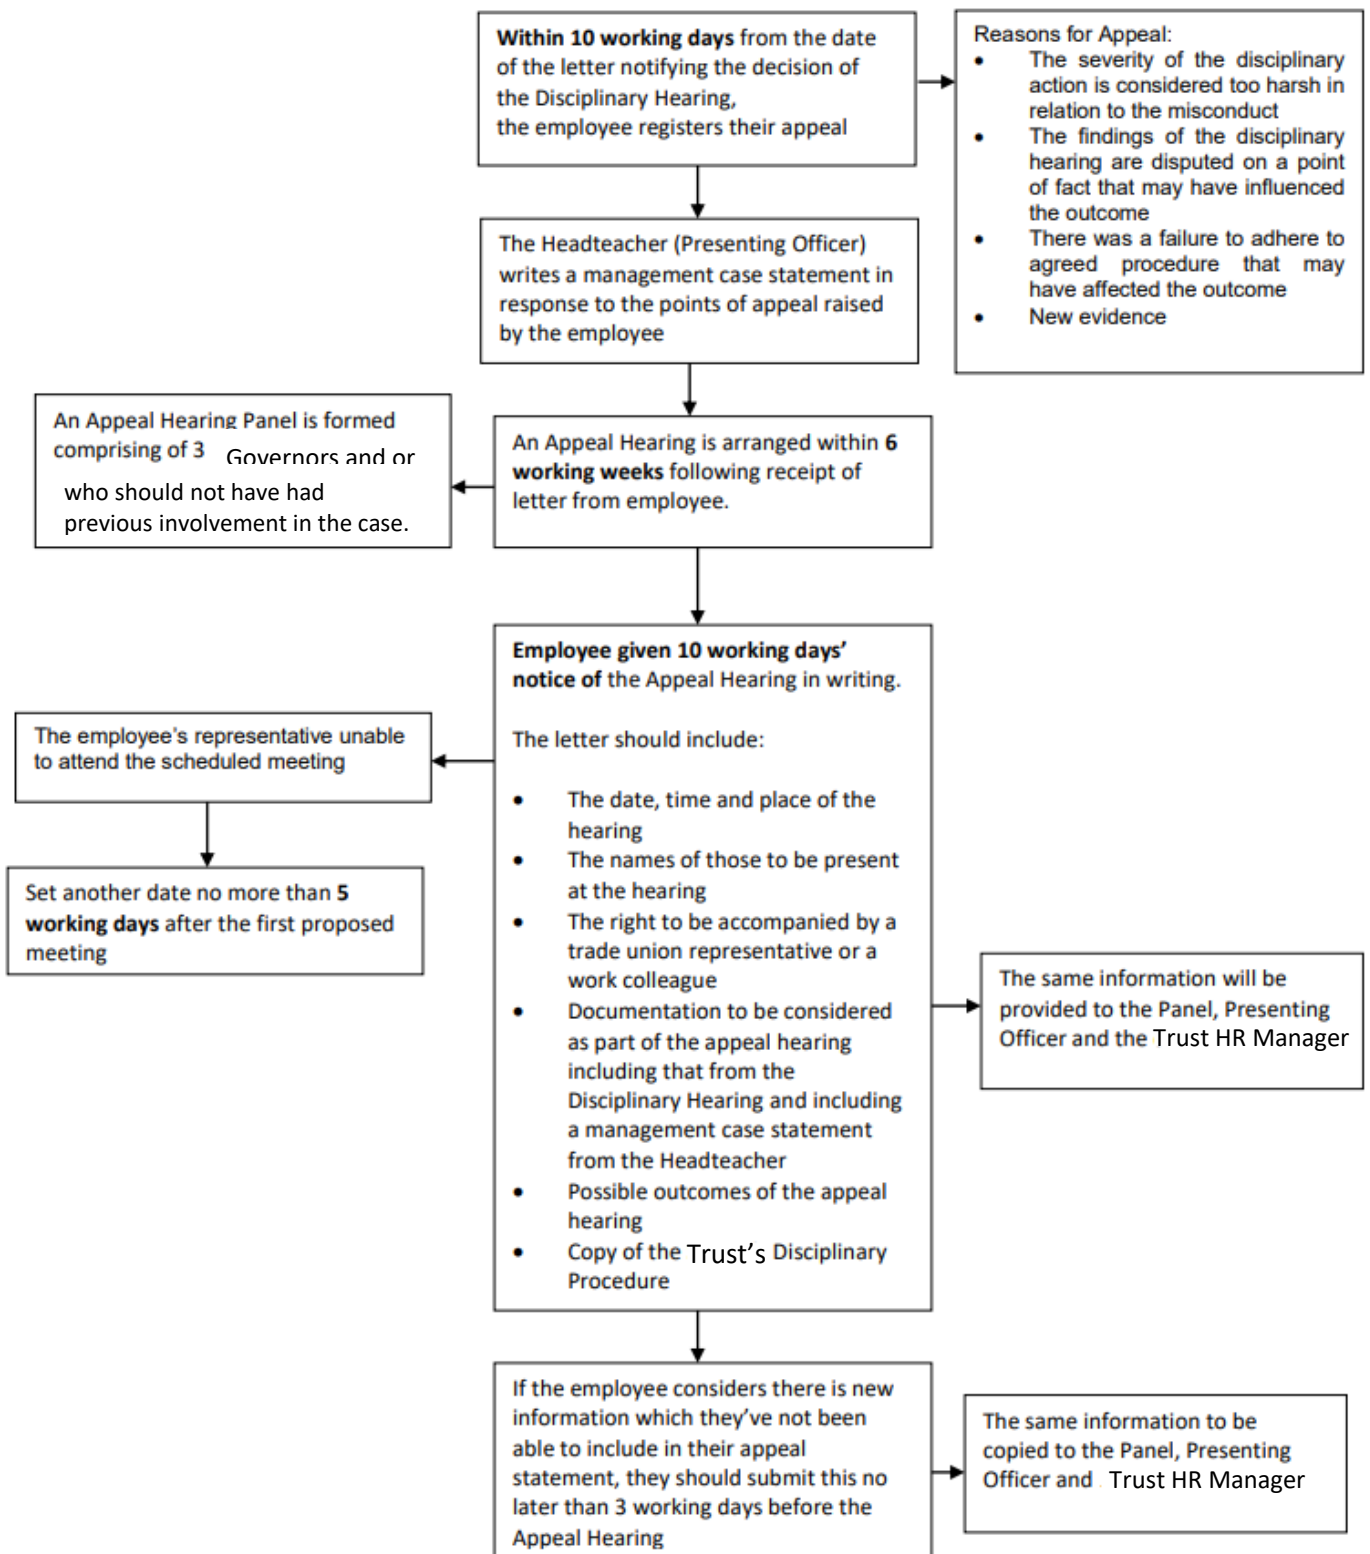 Within 10 working days from the date
of the letter notifying the decision of
the Disciplinary Hearing,
the employee registers their appeal
Reasons for Appeal:
• The severity of the disciplinary
action is considered too harsh in
relation to the misconduct
• The findings of the disciplinary
hearing are disputed on a point
of fact that may have influenced
the outcome
• There was a failure to adhere to
agreed procedure that may
have affected the outcome
• New evidence
The Headteacher (Presenting Officer)
writes a management case statement in
response to the points of appeal raised
by the employee
An Appeal Hearing Panel is formed
comprising of 3 Governors and or
who should not have had
previous involvement in the case.
An Appeal Hearing is arranged within 6
working weeks following receipt of
letter from employee.
Employee given 10 working days’
notice of the Appeal Hearing in writing.
The letter should include:
• The date, time and place of the
hearing
• The names of those to be present
at the hearing
• The right to be accompanied by a
trade union representative or a
work colleague
• Documentation to be considered
as part of the appeal hearing
including that from the
Disciplinary Hearing and including
a management case statement
from the Headteacher
• Possible outcomes of the appeal
hearing
• Copy of the Trust’s Disciplinary
Procedure
The employee’s representative unable
to attend the scheduled meeting
Set another date no more than 5
working days after the first proposed
meeting
The same information will be
provided to the Panel, Presenting
Officer and the Trust HR Manager
If the employee considers there is new
information which they’ve not been
able to include in their appeal
statement, they should submit this no
later than 3 working days before the
Appeal Hearing
The same information to be
copied to the Panel, Presenting
Officer and Trust HR Manager